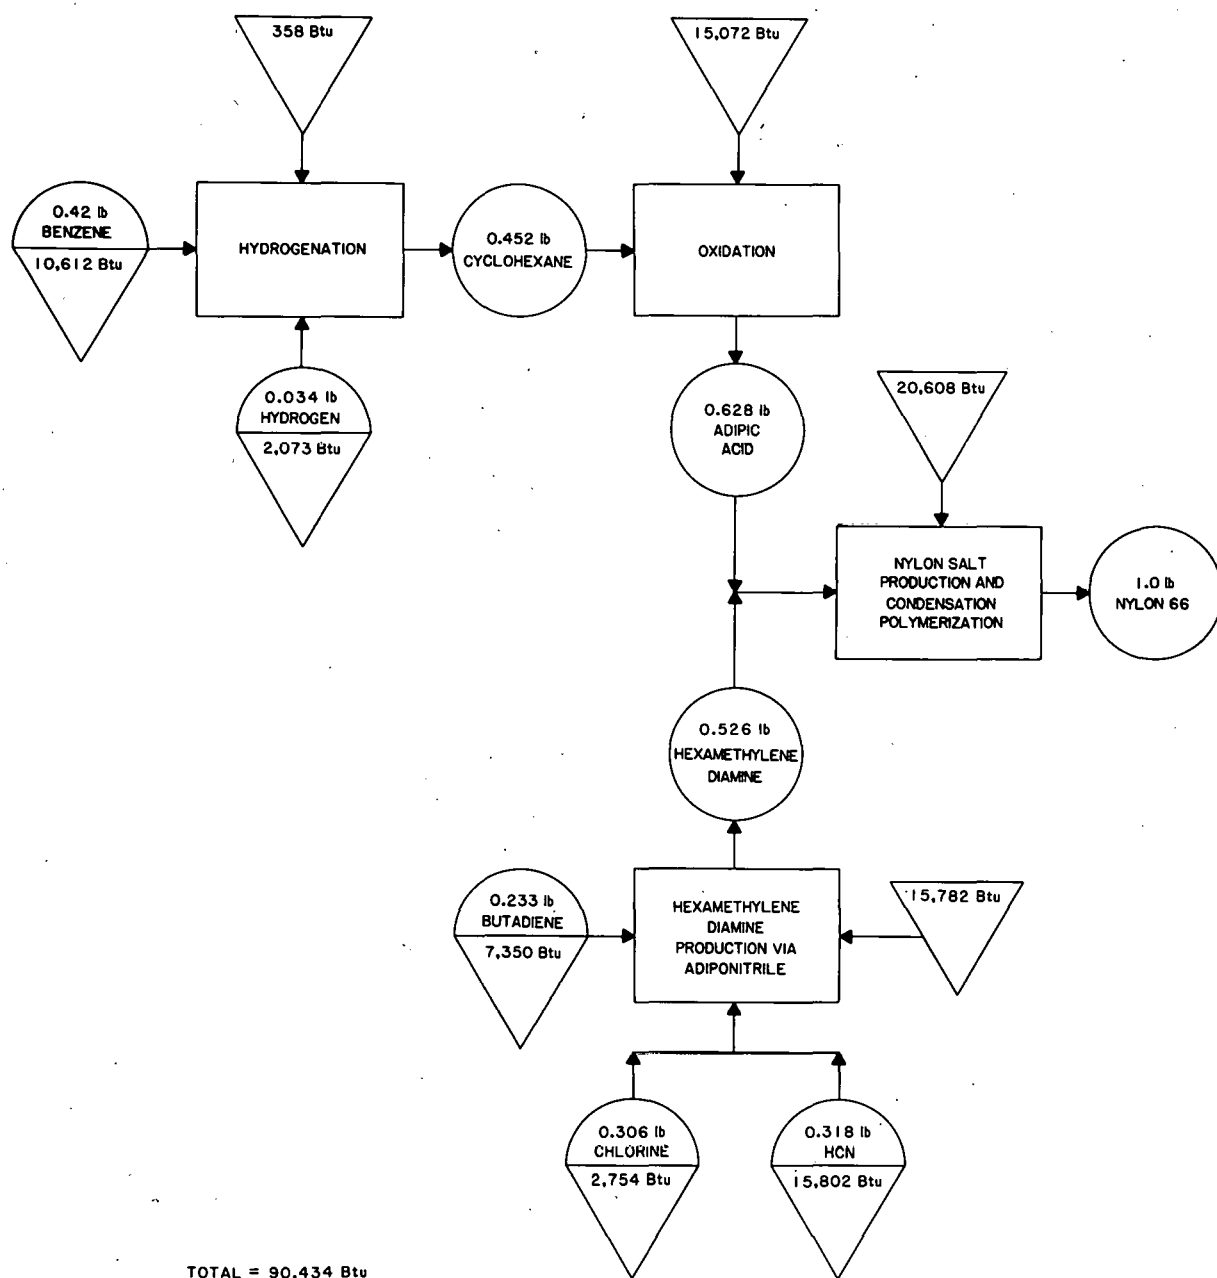 358 Btu
15,072 Btu
0.42 lb
BENZENE
10,612 Btu
HYDROGENATION
0.452 lb
CYCLOHEXANE
OXIDATION
0.034 lb
HYDROGEN
2,073 Btu
0.628 lb
ADIPIC
ACID
20,608 Btu
NYLON SALT
PRODUCTION AND
CONDENSATION
POLYMERIZATION
1.0 lb
NYLON 66
0.526 lb
HEXAMETHYLENE
DIAMINE
0.233 lb
BUTADIENE
7,350 Btu
HEXAMETHYLENE
DIAMINE
PRODUCTION VIA
ADIPONITRILE
15,782 Btu
0.306 lb
CHLORINE
2,754 Btu
0.318 lb
HCN
15,802 Btu
TOTAL = 90,434 Btu